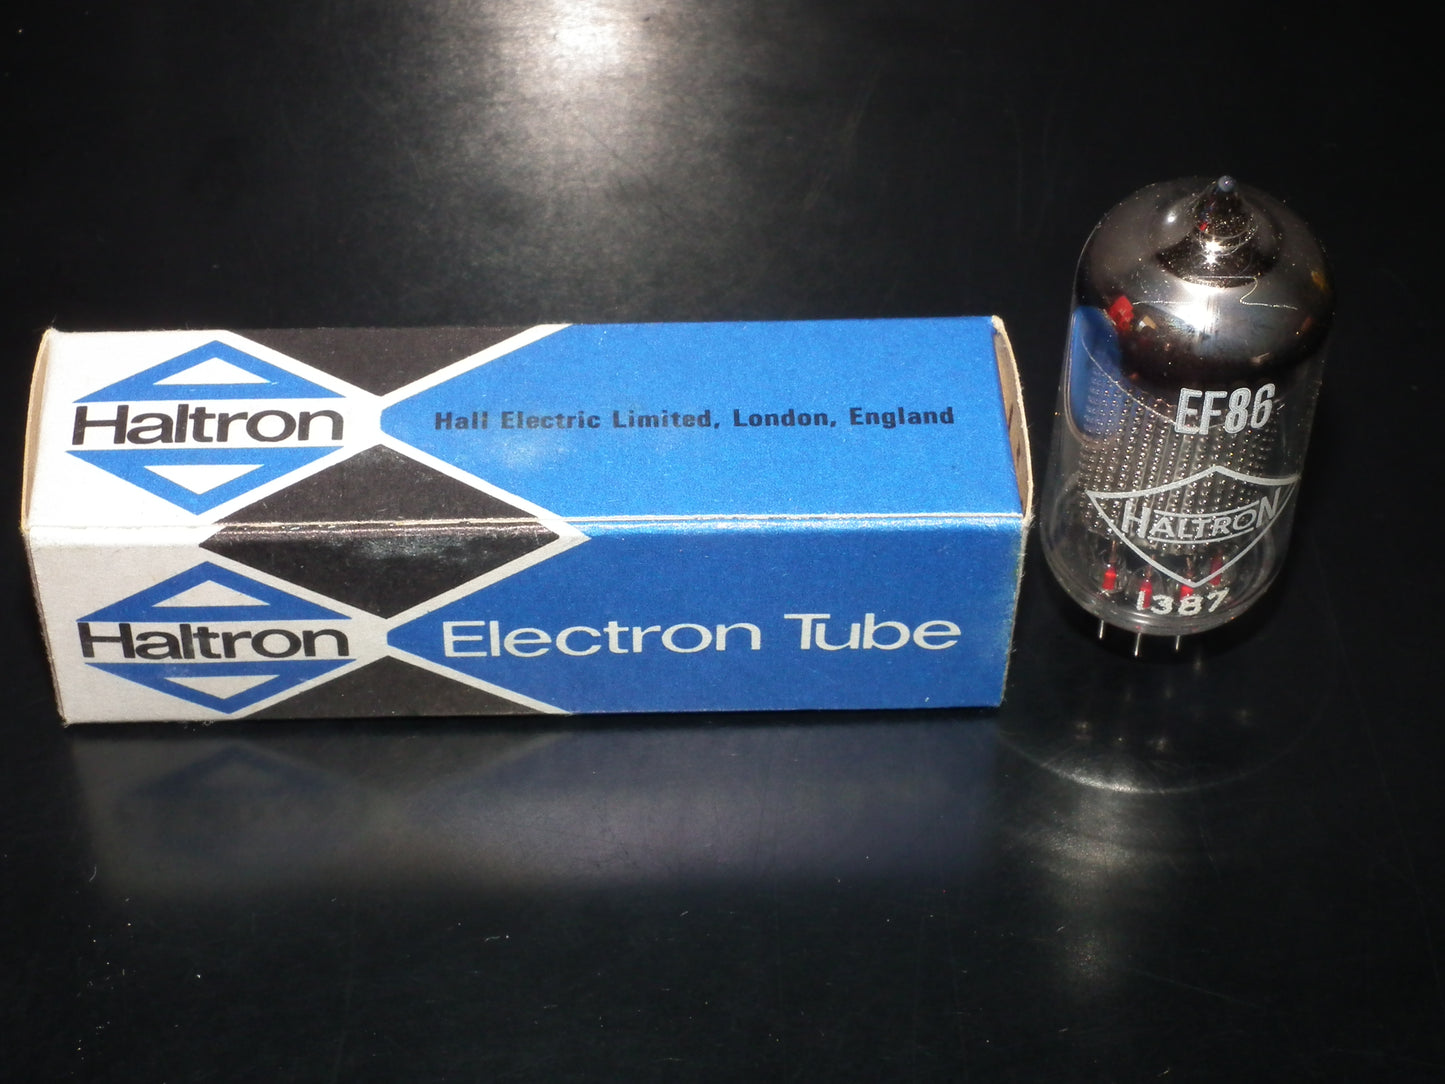 Haltron
Hall Electric Limited, London, England
Haltron
Electron Tube
EF86
HALTRON
1387